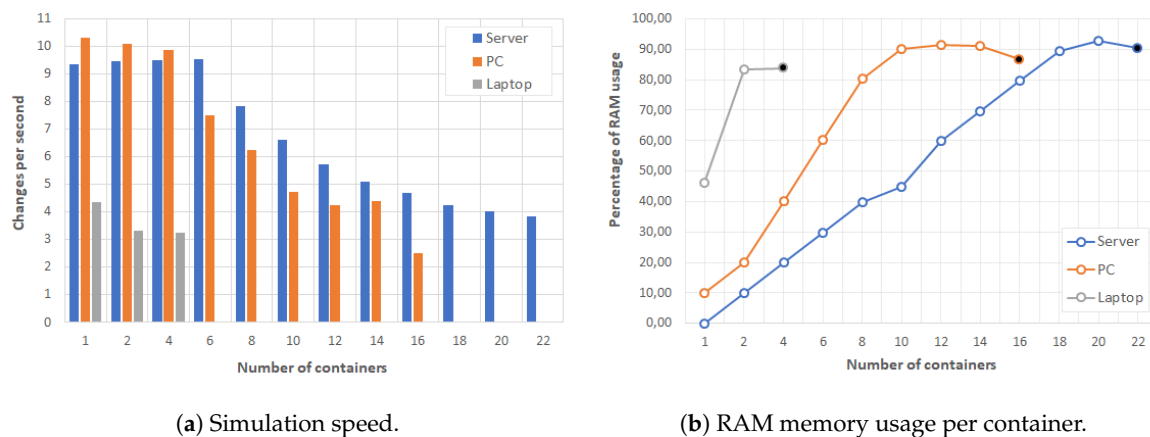 11
10
9
8
7
6
5
4
3
2
1
0
Changes per second
Server
PC
Laptop
1 2 4 6 8 10 12 14 16 18 20 22
Number of containers
(a) Simulation speed.
100,00
90,00
80,00
70,00
60,00
50,00
40,00
30,00
20,00
10,00
0,00
Percentage of RAM usage
Server
PC
Laptop
1 2 4 6 8 10 12 14 16 18 20 22
Number of containers
(b) RAM memory usage per container.